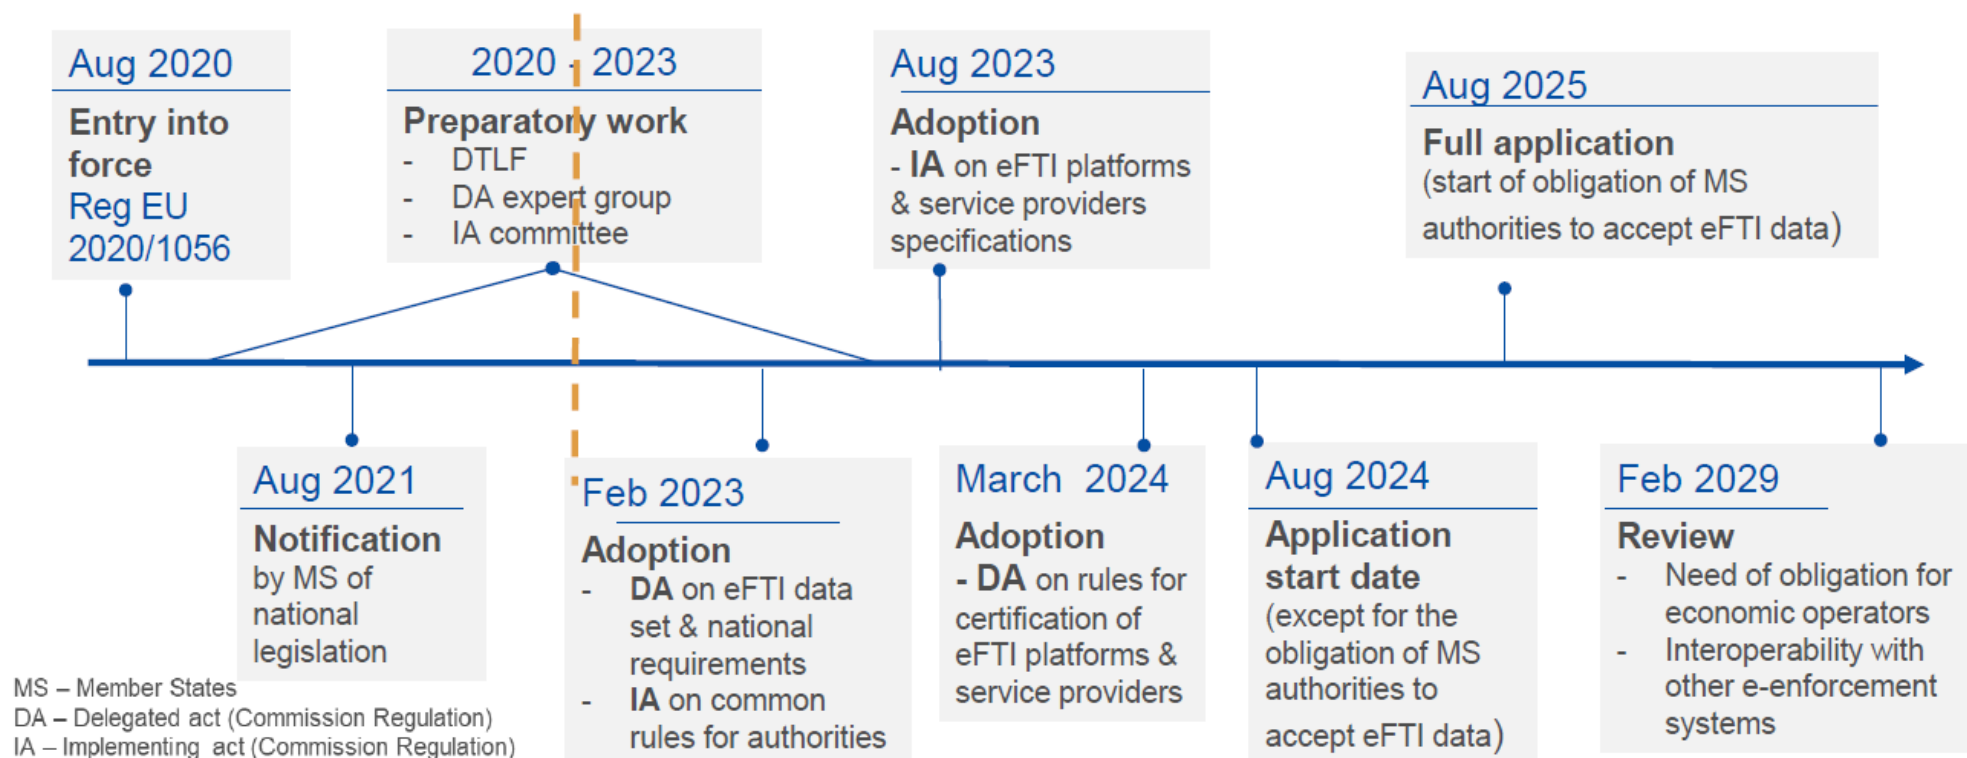 Aug 2020
Entry into
force
Reg EU
2020/1056
2020 - 2023
Preparatory work
- DTLF
- DA expert group
- IA committee
Aug 2023
Adoption
- IA on eFTI platforms
& service providers
specifications
Aug 2025
Full application
(start of obligation of MS
authorities to accept eFTI data)
Aug 2021
Notification
by MS of
national
legislation
Feb 2023
Adoption
- DA on eFTI data
set & national
requirements
- IA on common
rules for authorities
March 2024
Adoption
- DA on rules for
certification of
eFTI platforms &
service providers
Aug 2024
Application
start date
(except for the
obligation of MS
authorities to
accept eFTI data)
Feb 2029
Review
- Need of obligation for
economic operators
- Interoperability with
other e-enforcement
systems
MS – Member States
DA – Delegated act (Commission Regulation)
IA – Implementing act (Commission Regulation)